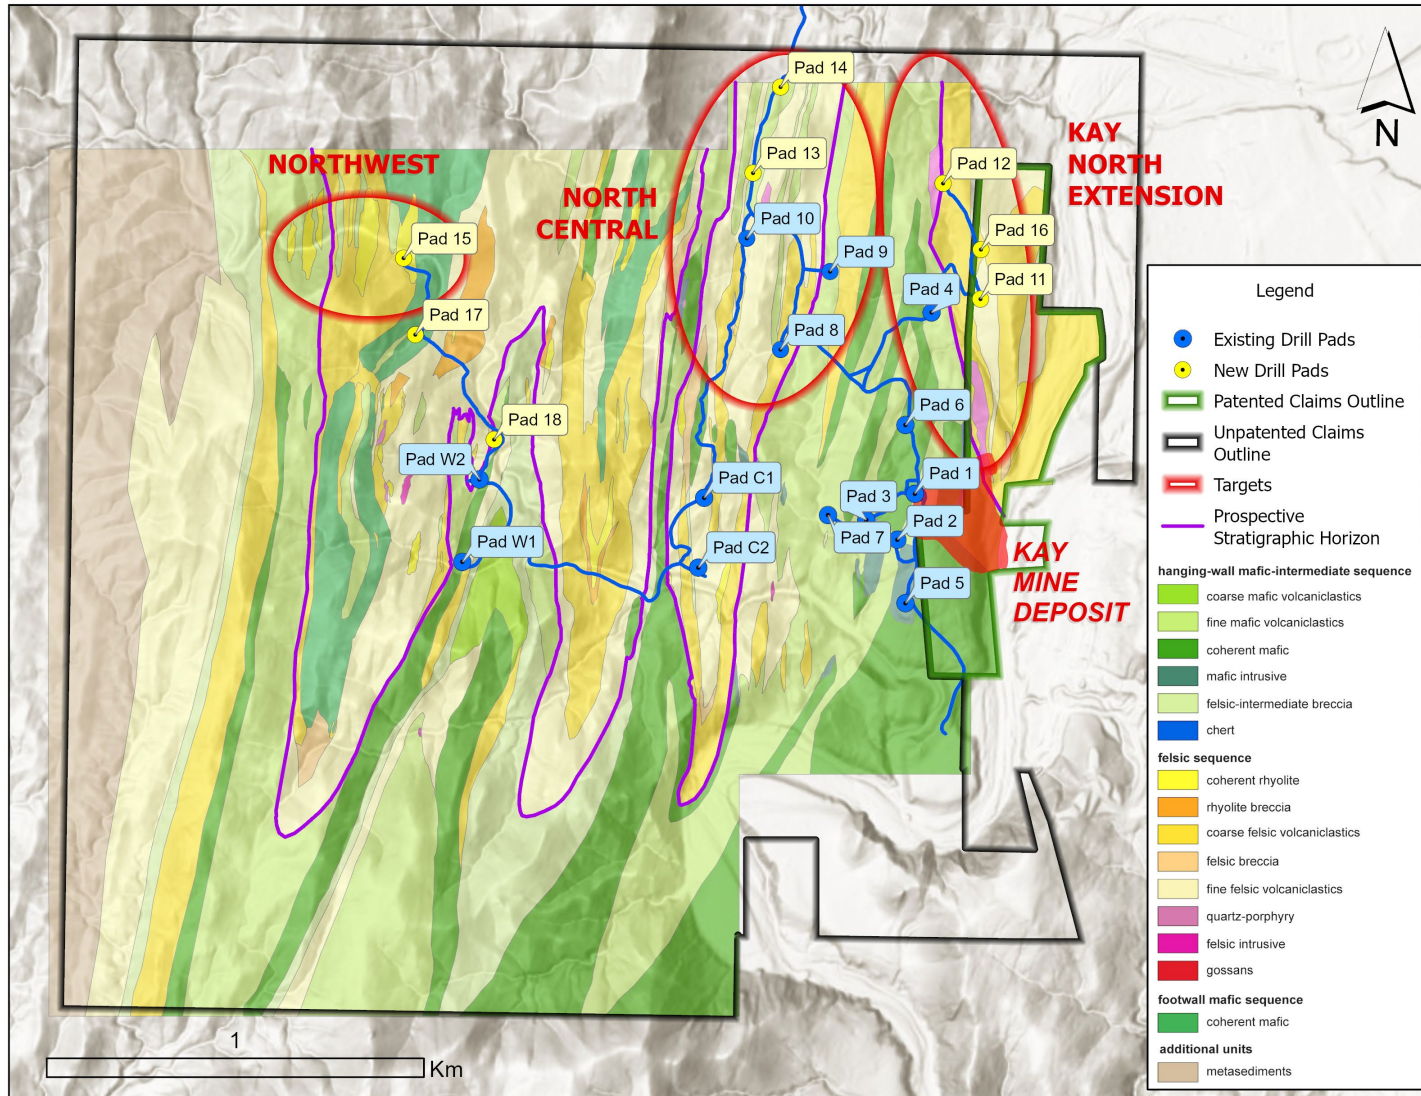 Pad 14
N
KAY
NORTH
EXTENSION
NORTHWEST
Pad 13
Pad 12
NORTH
CENTRAL
Pad 10
Pad 15
Pad 16
Pad 9
Pad 11
Pad 4
Pad 17
Pad 8
Pad 6
Pad 18
Pad W2
Pad C1
Pad 1
Pad 3
Pad 2
Pad 7
Pad W1
Pad C2
KAY
MINE
DEPOSIT
Pad 5
Legend
Existing Drill Pads
New Drill Pads
Patented Claims Outline
Unpatented Claims
Outline
Targets
Prospective
Stratigraphic Horizon
hanging-wall mafic-intermediate sequence
coarse mafic volcaniclastics
fine mafic volcaniclastics
coherent mafic
mafic intrusive
felsic-intermediate breccia
chert
felsic sequence
coherent rhyolite
rhyolite breccia
coarse felsic volcaniclastics
felsic breccia
fine felsic volcaniclastics
quartz-porphyry
felsic intrusive
gossans
footwall mafic sequence
coherent mafic
additional units
metasediments
1
Km